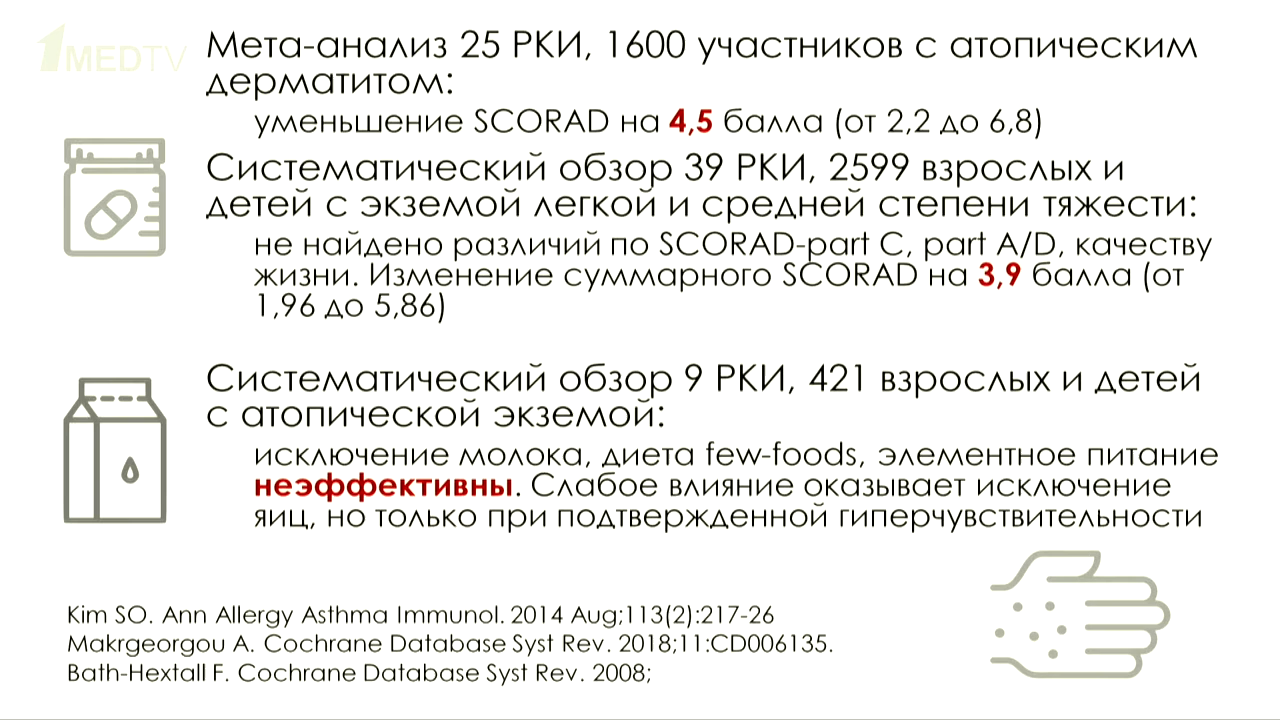 1MEDTV
Мета-анализ 25 РКИ, 1600 участников с атопическим
дерматитом:
уменьшение SCORAD на 4,5 балла (от 2,2 до 6,8)
Систематический обзор 39 РКИ, 2599 взрослых и
детей с экземой легкой и средней степени тяжести:
не найдено различий по SCORAD-part C, part A/D, качеству
жизни. Изменение суммарного SCORAD на 3,9 балла (от
1,96 до 5,86)
Систематический обзор 9 РКИ, 421 взрослых и детей
с атопической экземой:
исключение молока, диета few-foods, элементное питание
неэффективны. Слабое влияние оказывает исключение
яиц, но только при подтвержденной гиперчувствительности
Kim SO. Ann Allergy Asthma Immunol. 2014 Aug;113(2):217-26
Makrgeorgou A. Cochrane Database Syst Rev. 2018;11:CD006135.
Bath-Hextall F. Cochrane Database Syst Rev. 2008;